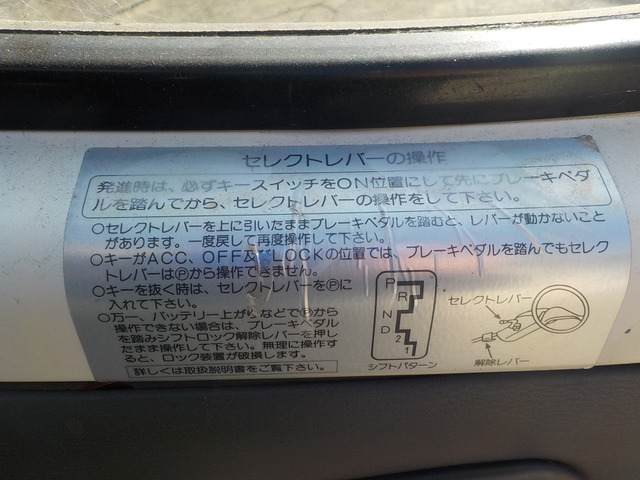 セレクトレバーの操作
発進時は、必ずキースイッチをON位置にして先にブレーキペダ
ルを踏んでから、セレクトレバーの操作をして下さい。
○セレクトレバーを上に引いたままブレーキペダルを踏むと、レバーが動かないこと
があります。一度戻して再度操作して下さい。
○キーがACC、OFF及びLOCKの位置では、ブレーキペダルを踏んでもセレク
トレバーはⓅから操作できません。
○キーを抜く時は、セレクトレバーをⓅに
入れて下さい。
○万一、バッテリー上がりなどでⓅから
操作できない場合は、ブレーキペダル
を踏みシフトロック解除レバーを押し
たまま操作して下さい。無理に操作す
ると、ロック装置が破損します。
詳しくは取扱説明書をご覧下さい。
P
R
N
D
2
1
シフトパターン
セレクトレバー
解除レバー